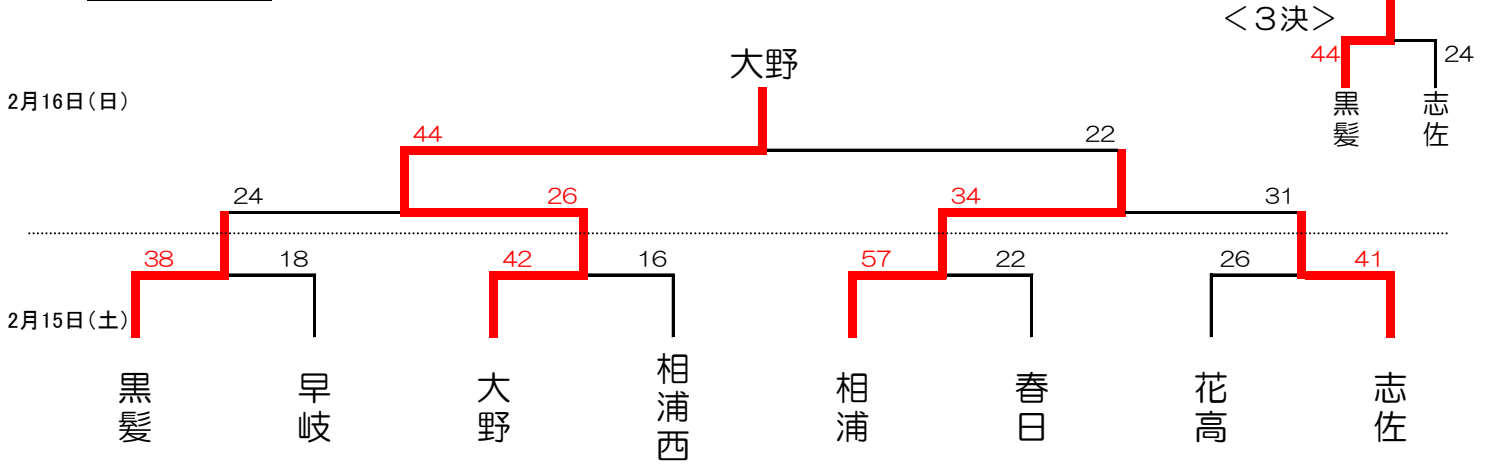 <3決>
44 24
黒髪 志佐
大野
2月16日(日)
44 22
24 26 34 31
38 18 42 16 57 22 26 41
2月15日(土)
黒髪 早岐 大野 相浦西 相浦 春日 花高 志佐